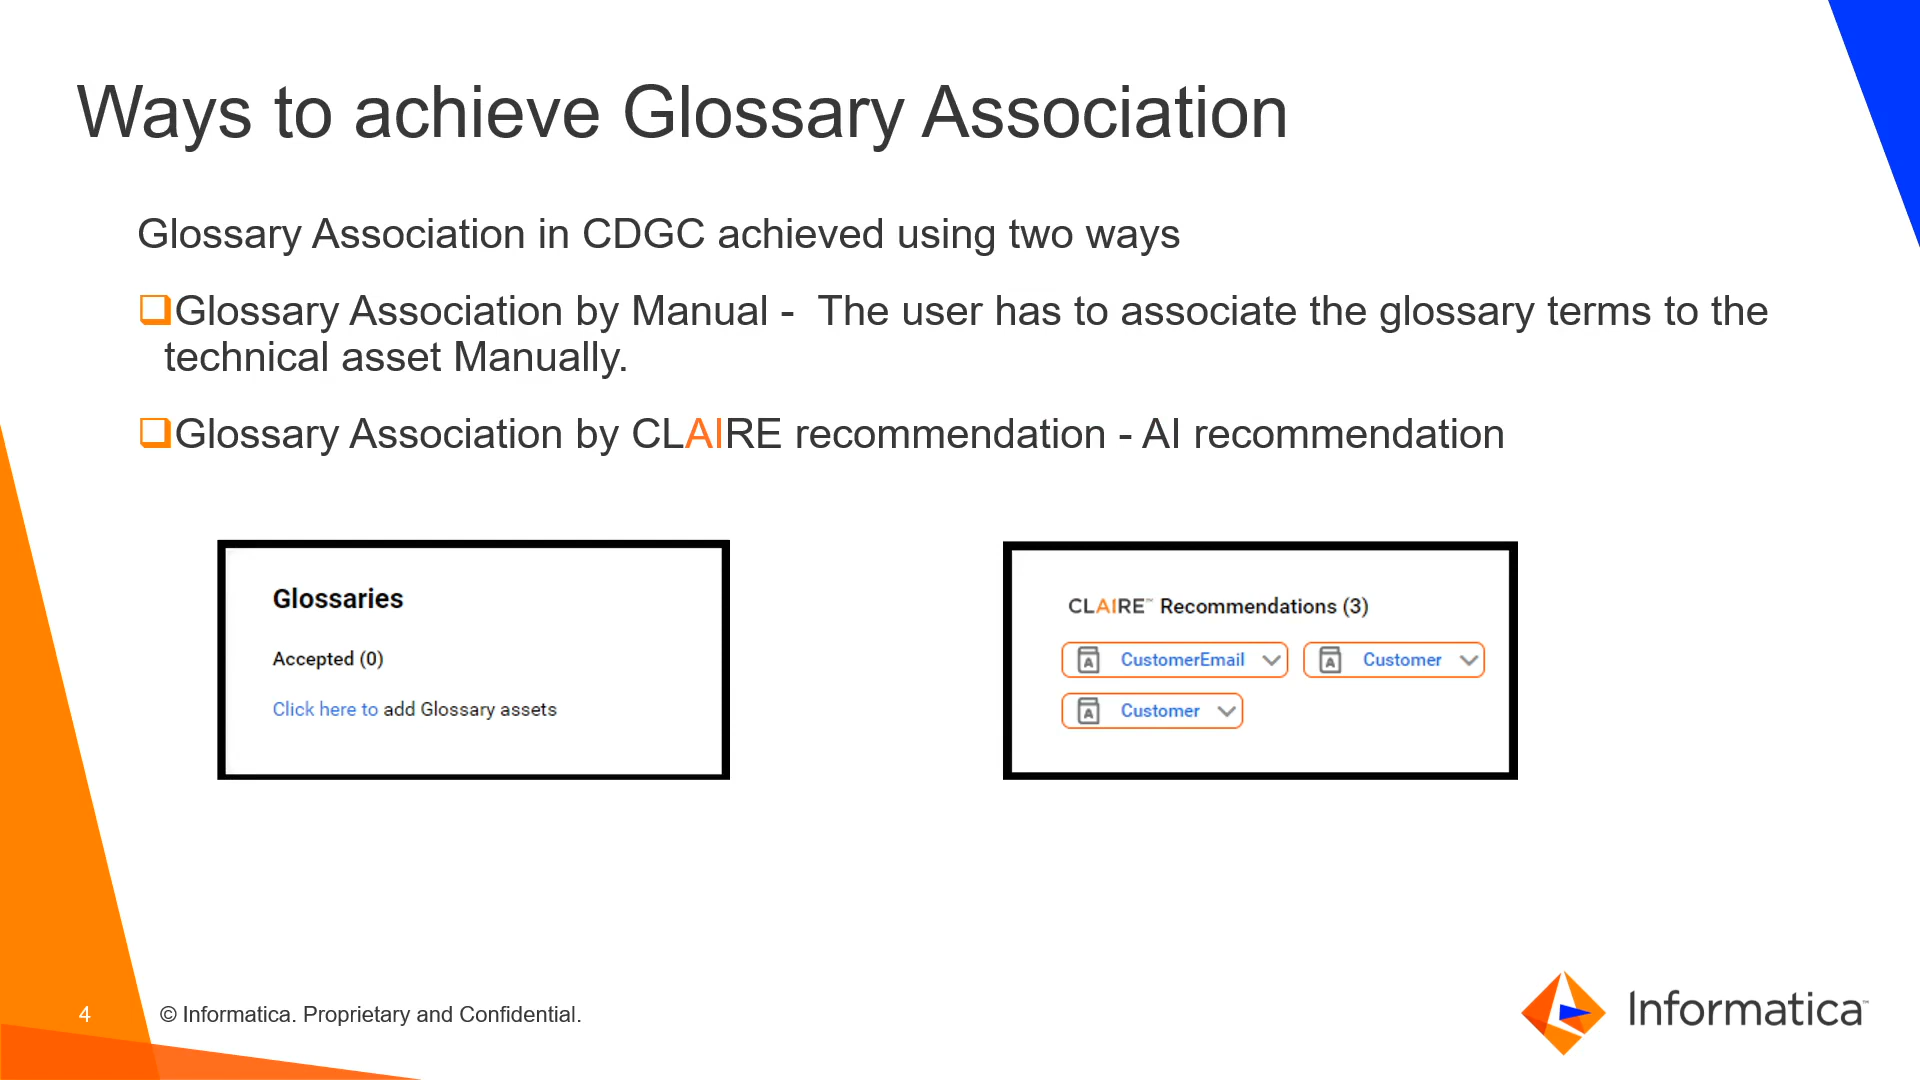 Ways to achieve Glossary Association
Glossary Association in CDGC achieved using two ways
Glossary Association by Manual -  The user has to associate the glossary terms to the
technical asset Manually.
Glossary Association by CLAIRE recommendation - AI recommendation
Glossaries
Accepted (0)
Click here to add Glossary assets
CLAIRE™ Recommendations (3)
CustomerEmail
Customer
Customer
4
© Informatica. Proprietary and Confidential.
Informatica™